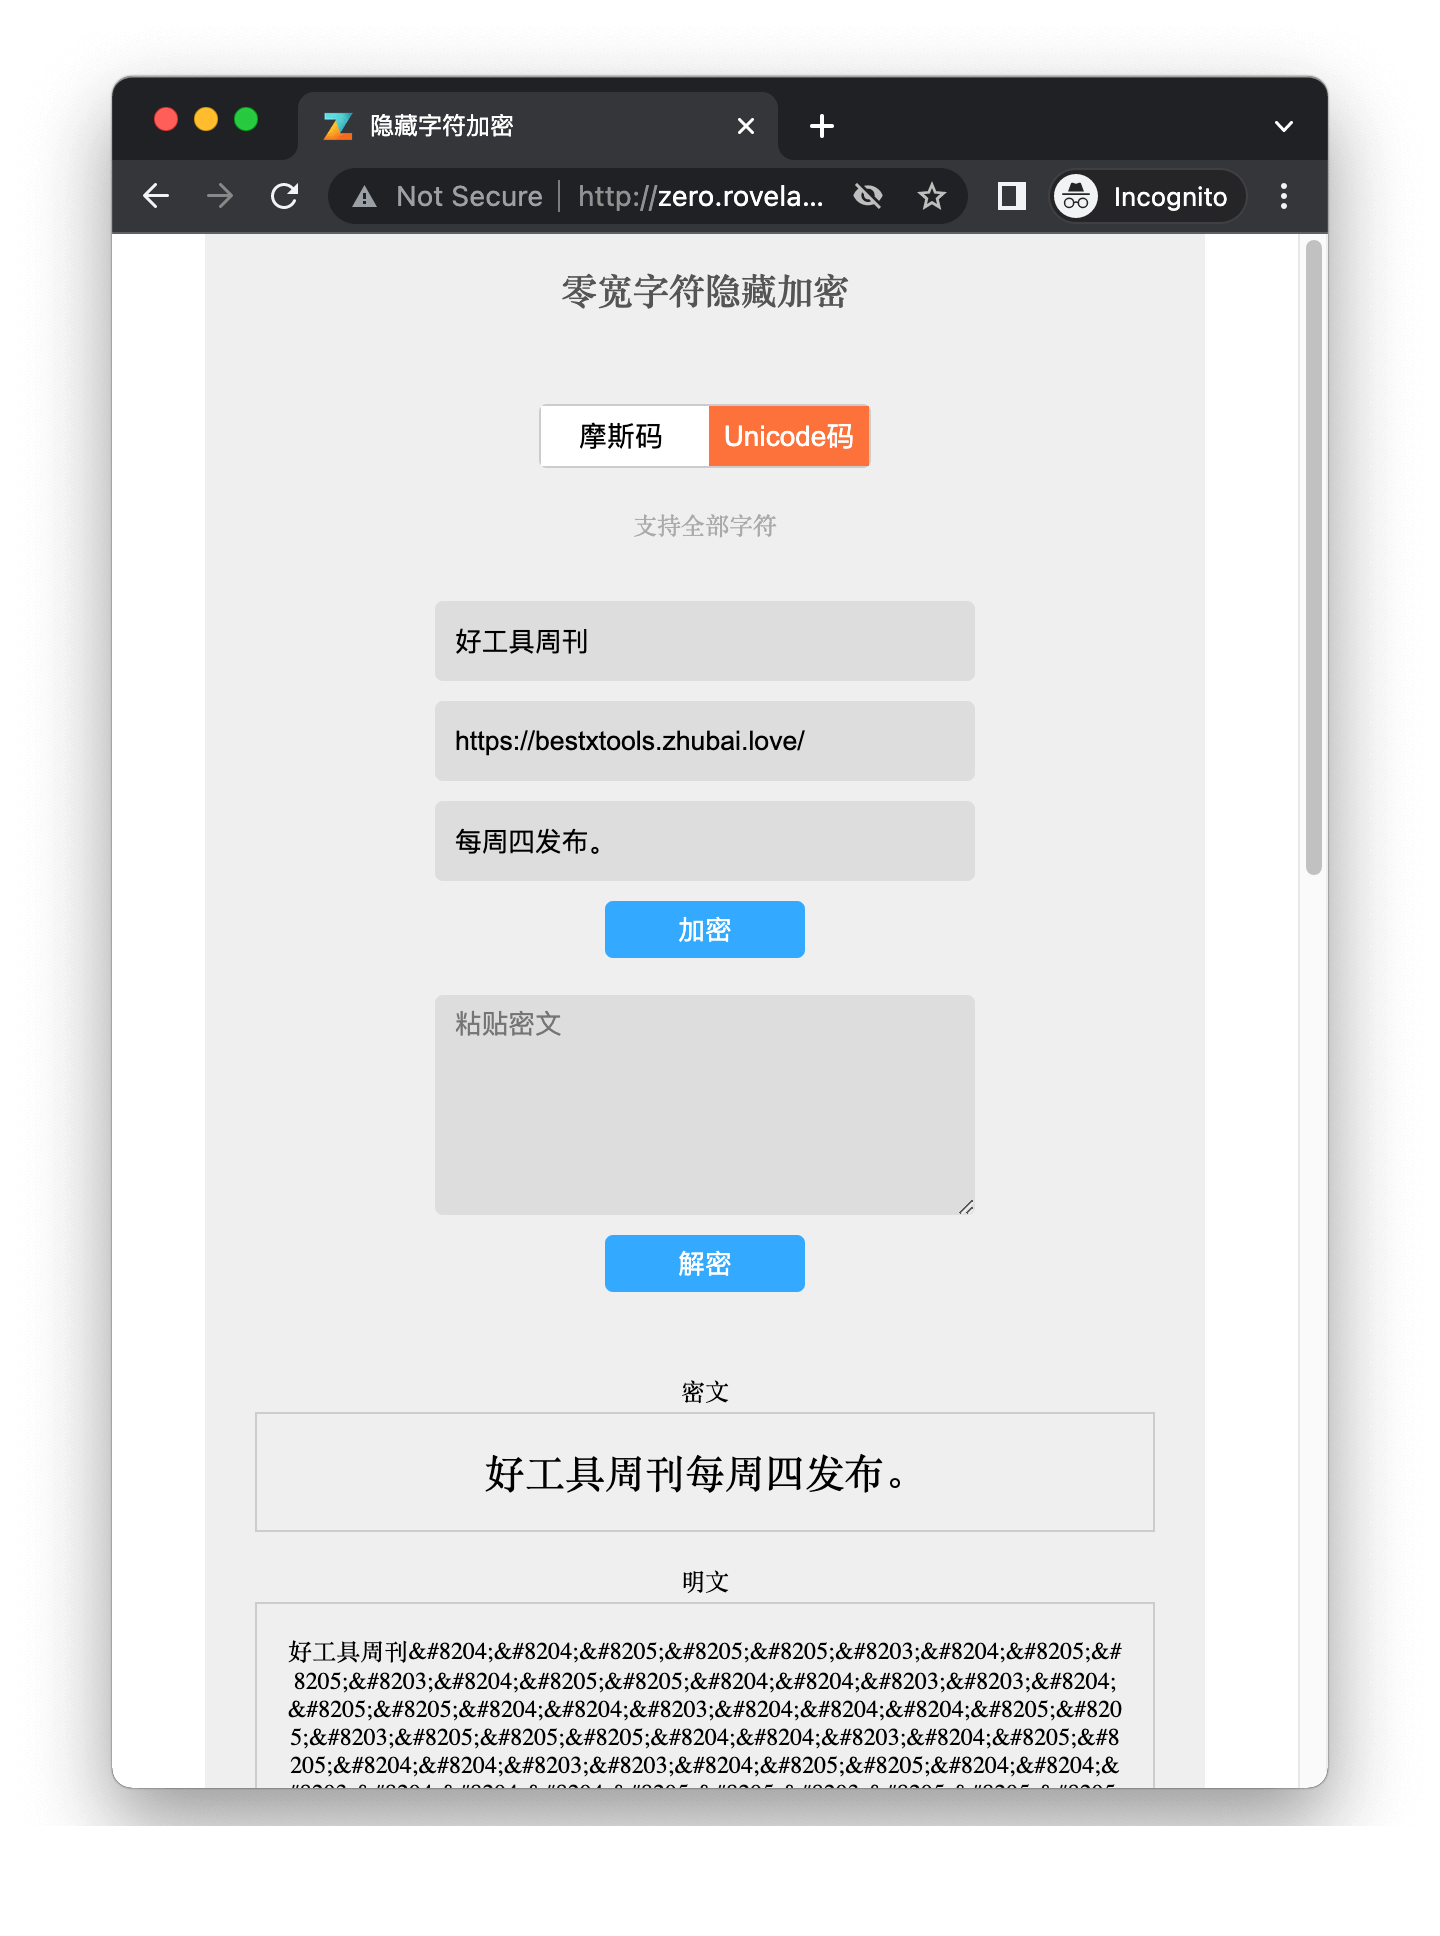 隐藏字符加密
Not Secure
http://zero.rovela...
Incognito
零宽字符隐藏加密
摩斯码
Unicode码
支持全部字符
好工具周刊
https://bestxtools.zhubai.love/
每周四发布。
加密
粘贴密文
解密
密文
好工具周刊每周四发布。
明文
好工具周刊&#8204;&#8204;&#8205;&#8205;&#8205;&#8203;&#8204;&#8205;&#
8205;&#8203;&#8204;&#8205;&#8205;&#8204;&#8204;&#8203;&#8203;&#8204;
&#8205;&#8205;&#8204;&#8204;&#8203;&#8204;&#8204;&#8204;&#8205;&#820
5;&#8203;&#8205;&#8205;&#8205;&#8204;&#8204;&#8203;&#8204;&#8205;&#8
205;&#8204;&#8204;&#8203;&#8203;&#8204;&#8205;&#8205;&#8204;&#8204;&